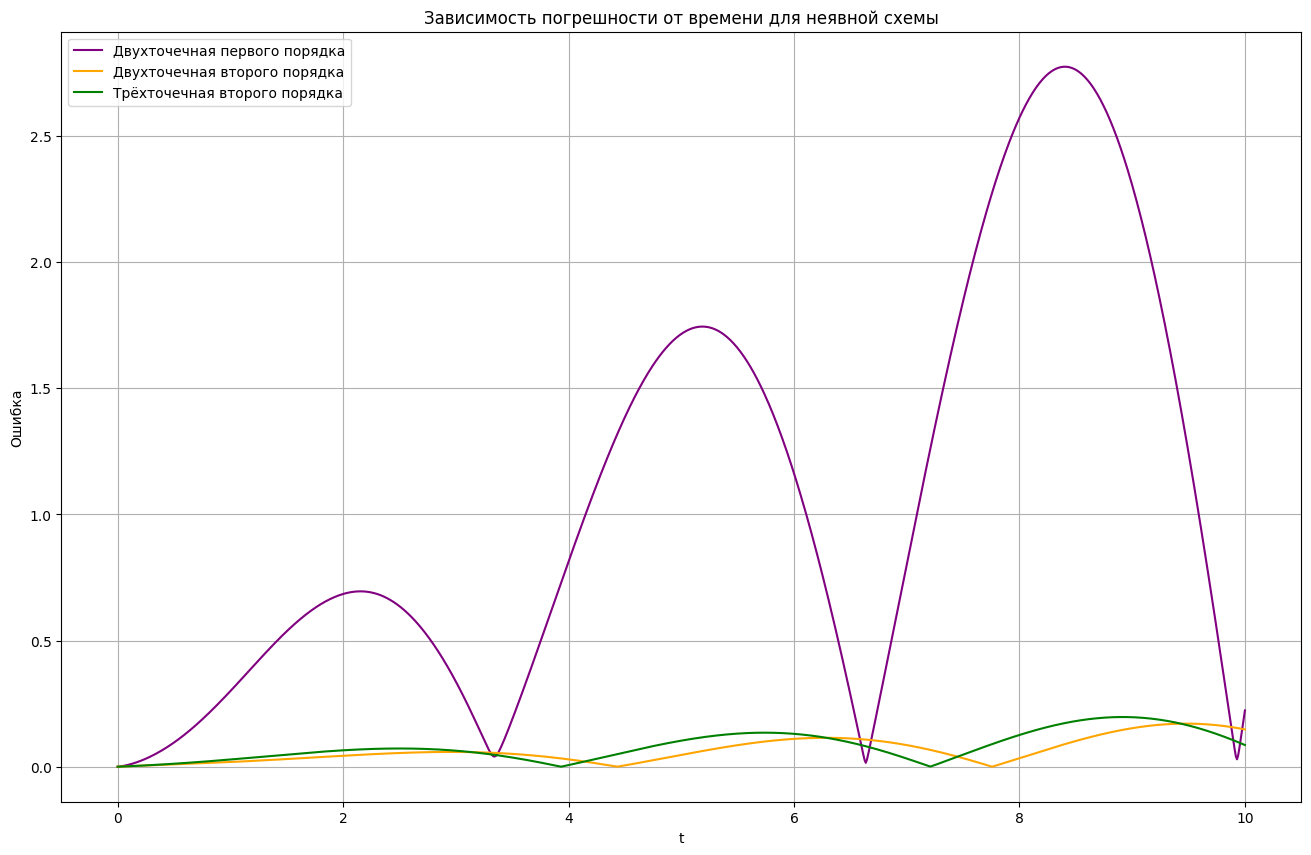 Зависимость погрешности от времени для неявной схемы
Двухточечная первого порядка
Двухточечная второго порядка
Трёхточечная второго порядка
2.5
2.0
1.5
1.0
0.5
0.0
Ошибка
0 2 4 6 8 10
t